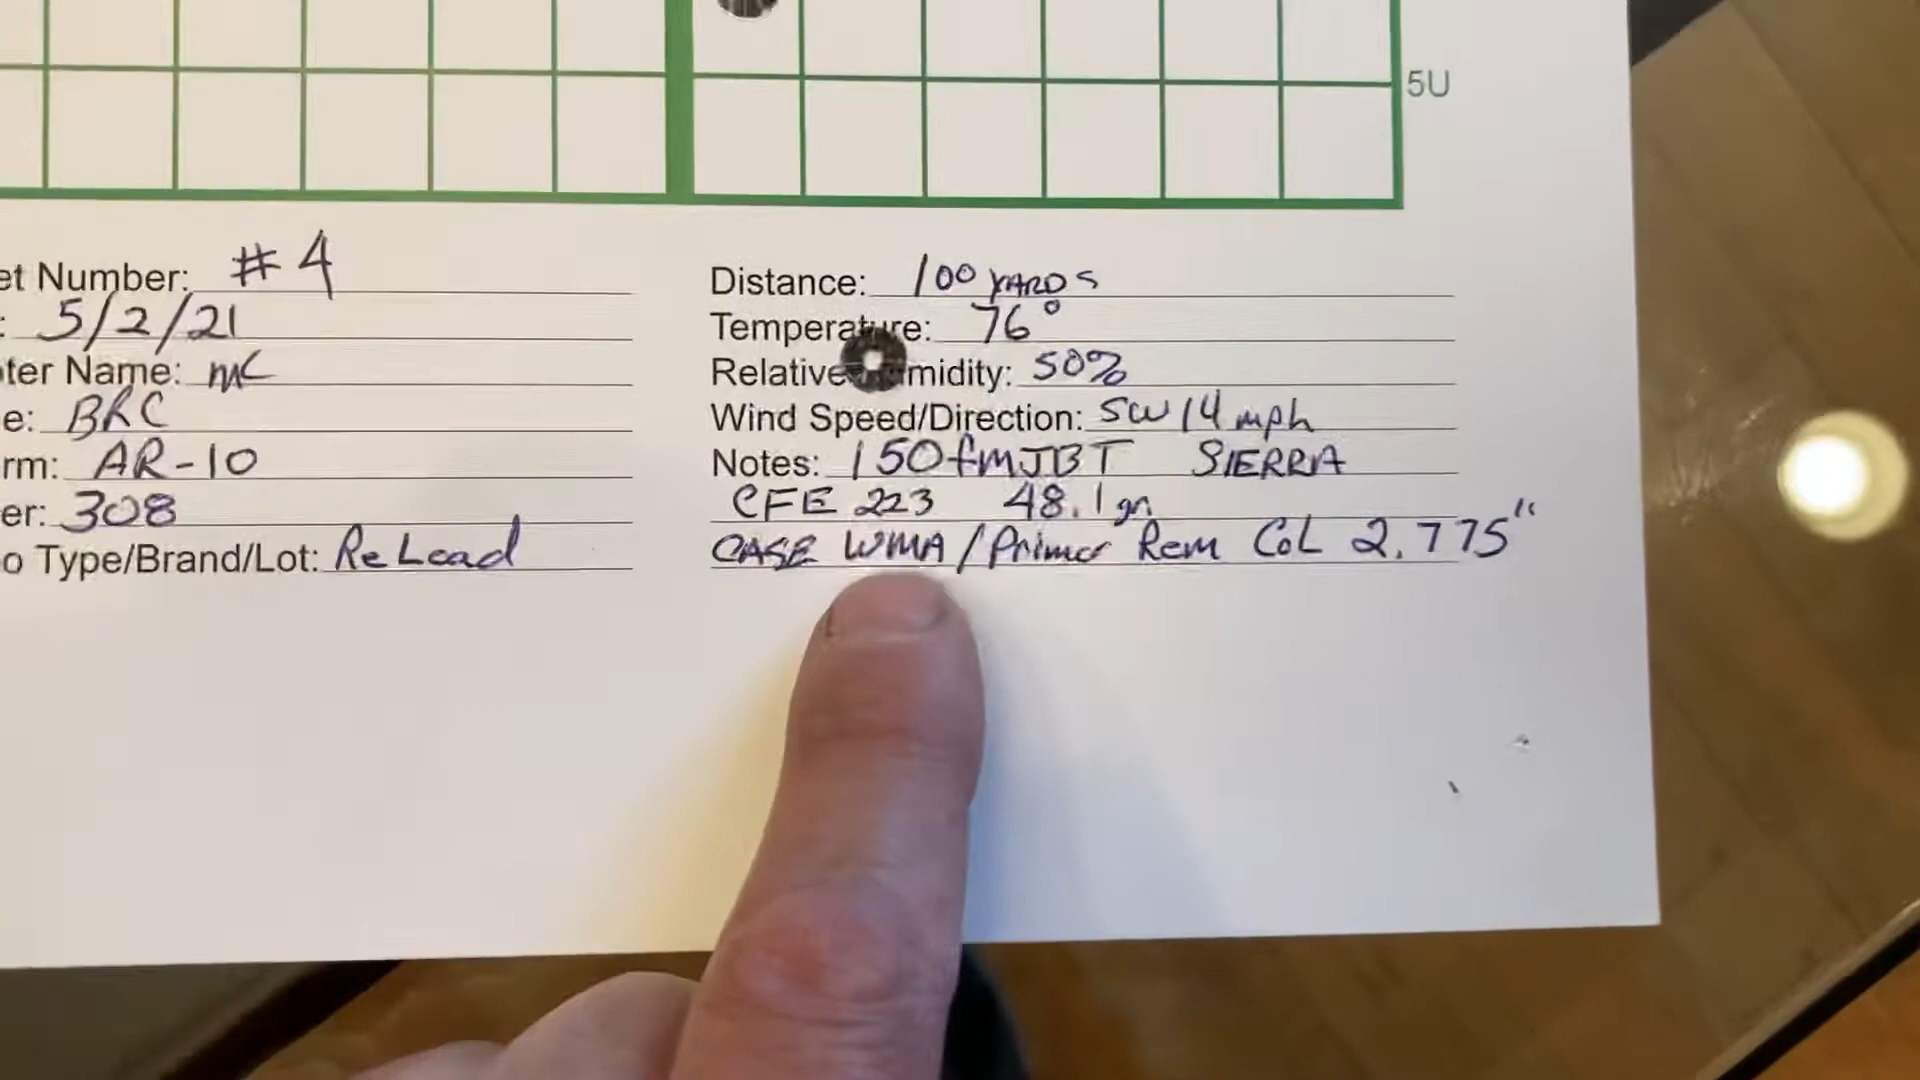 5U
et Number: #4
: 5/2/21
ter Name: MC
e: BRC
rm: AR-10
er: 308
o Type/Brand/Lot: ReLoad
Distance: 100 YARDS
Temperature: 76°
Relative midity: 50%
Wind Speed/Direction: SW 14 mph
Notes: 150 fmJBT SIERRA
CFE 223 48.1 gr
CASE WMA/Primer Rem CoL 2.775"